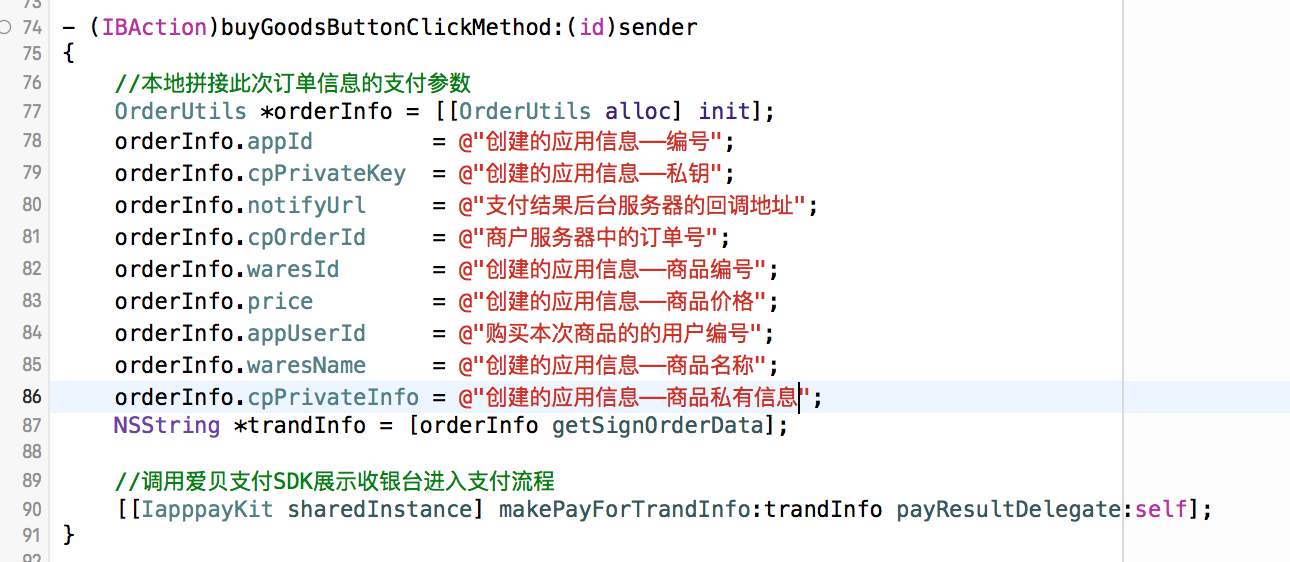 73
74 - (IBAction)buyGoodsButtonClickMethod:(id)sender
75 {
76 //本地拼接此次订单信息的支付参数
77 OrderUtils *orderInfo = [[OrderUtils alloc] init];
78 orderInfo.appId = @"创建的应用信息——编号";
79 orderInfo.cpPrivateKey = @"创建的应用信息——私钥";
80 orderInfo.notifyUrl = @"支付结果后台服务器的回调地址";
81 orderInfo.cpOrderId = @"商户服务器中的订单号";
82 orderInfo.waresId = @"创建的应用信息——商品编号";
83 orderInfo.price = @"创建的应用信息——商品价格";
84 orderInfo.appUserId = @"购买本次商品的的用户编号";
85 orderInfo.waresName = @"创建的应用信息——商品名称";
86 orderInfo.cpPrivateInfo = @"创建的应用信息——商品私有信息";
87 NSString *trandInfo = [orderInfo getSignOrderData];
88
89 //调用爱贝支付SDK展示收银台进入支付流程
90 [[IapppayKit sharedInstance] makePayForTrandInfo:trandInfo payResultDelegate:self];
91 }
92